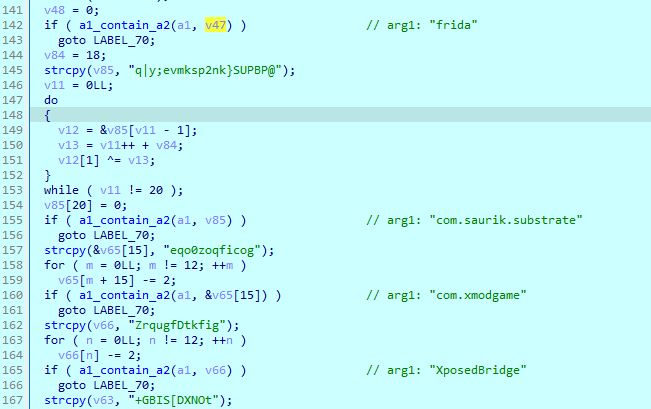 141 v48 = 0;
142 if ( a1_contain_a2(a1, v47) ) // arg1: "frida"
143 goto LABEL_70;
144 v84 = 18;
145 strcpy(v85, "q|y;evmksp2nk}SUPBP@");
146 v11 = 0LL;
147 do
148 {
149 v12 = &v85[v11 - 1];
150 v13 = v11++ + v84;
151 v12[1] ^= v13;
152 }
153 while ( v11 != 20 );
154 v85[20] = 0;
155 if ( a1_contain_a2(a1, v85) ) // arg1: "com.saurik.substrate"
156 goto LABEL_70;
157 strcpy(&v65[15], "eqo0zoqficog");
158 for ( m = 0LL; m != 12; ++m )
159 v65[m + 15] -= 2;
160 if ( a1_contain_a2(a1, &v65[15]) ) // arg1: "com.xmodgame"
161 goto LABEL_70;
162 strcpy(v66, "ZrqugfDtkfig");
163 for ( n = 0LL; n != 12; ++n )
164 v66[n] -= 2;
165 if ( a1_contain_a2(a1, v66) ) // arg1: "XposedBridge"
166 goto LABEL_70;
167 strcpy(v63, "+GBIS[DXNOt");